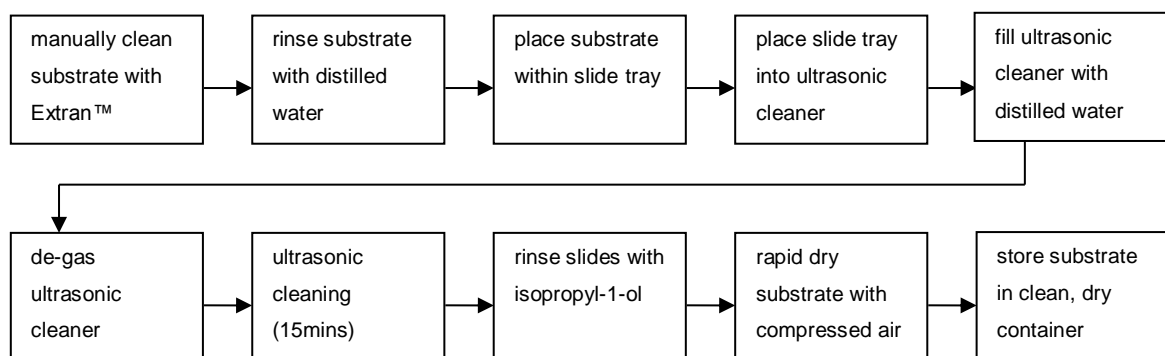 manually clean
substrate with
Extran™
rinse substrate
with distilled
water
place substrate
within slide tray
place slide tray
into ultrasonic
cleaner
fill ultrasonic
cleaner with
distilled water
de-gas
ultrasonic
cleaner
ultrasonic
cleaning
(15mins)
rinse slides with
isopropyl-1-ol
rapid dry
substrate with
compressed air
store substrate
in clean, dry
container